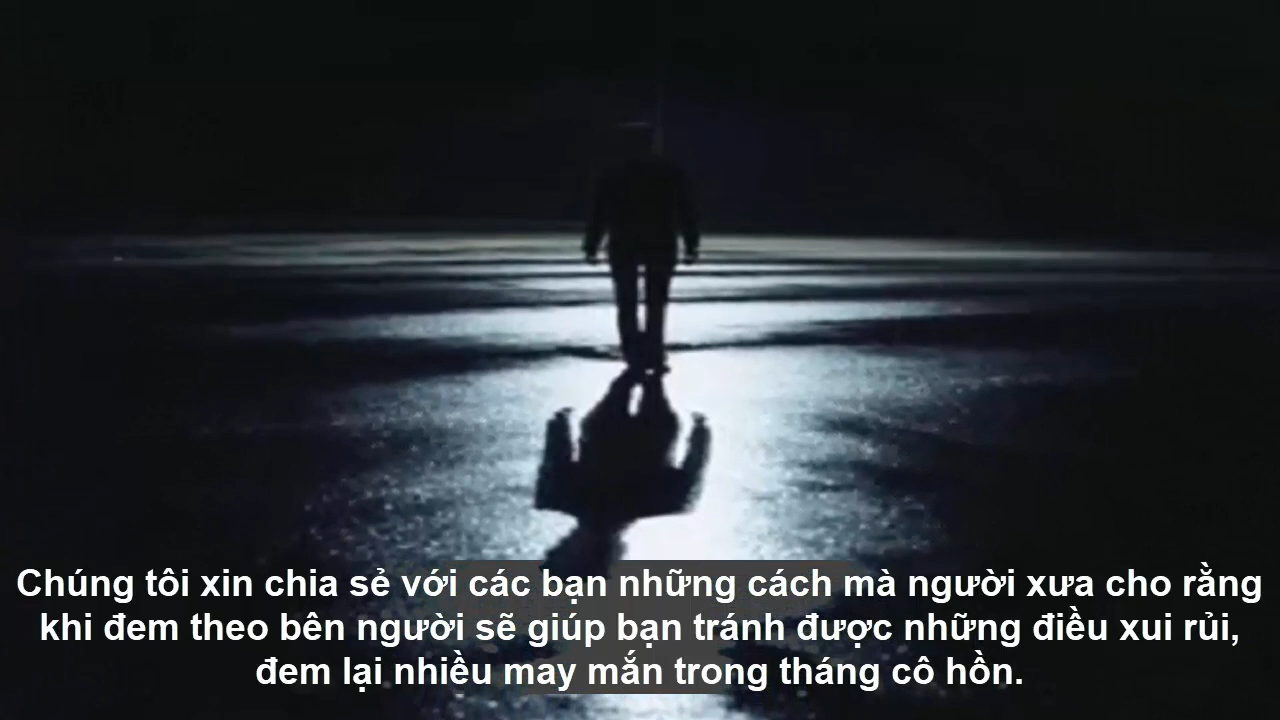 Chúng tôi xin chia sẻ với các bạn những cách mà người xưa cho rằng
khi đem theo bên người sẽ giúp bạn tránh được những điều xui rủi,
đem lại nhiều may mắn trong tháng cô hồn.